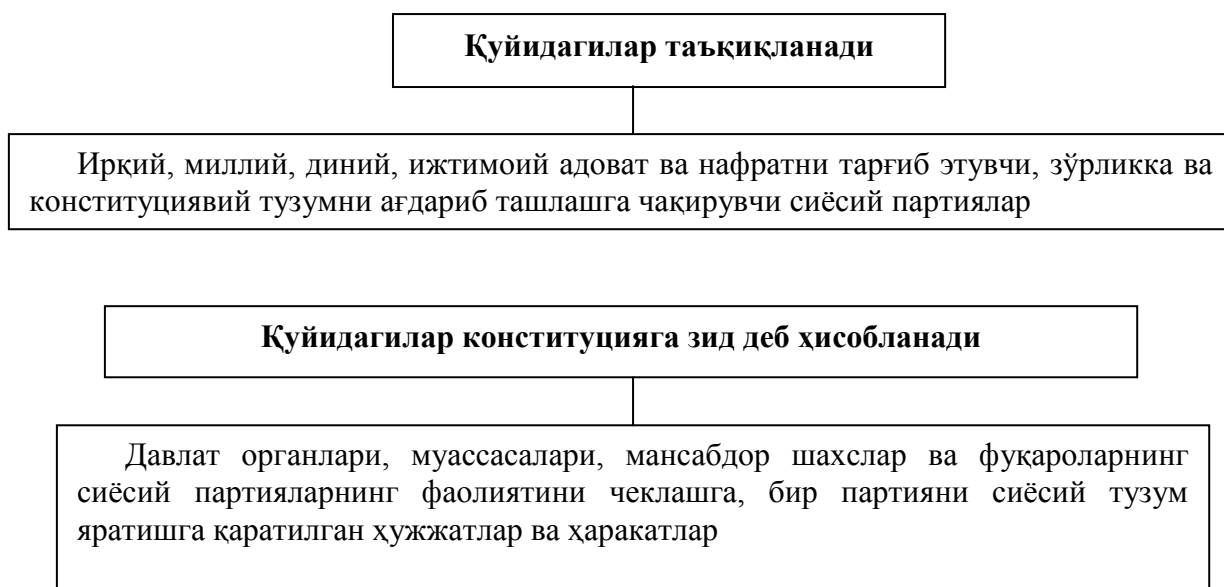 Қуйидагилар таъқиқланади
Ирқий, миллий, диний, ижтимоий адоват ва нафратни тарғиб этувчи, зўрликка ва
конституциявий тузумни ағдариб ташлашга чақирувчи сиёсий партиялар
Қуйидагилар конституцияга зид деб ҳисобланади
Давлат органлари, муассасалари, мансабдор шахслар ва фуқароларнинг
сиёсий партияларнинг фаолиятини чеклашга, бир партияни сиёсий тузум
яратишга қаратилган ҳужжатлар ва ҳаракатлар